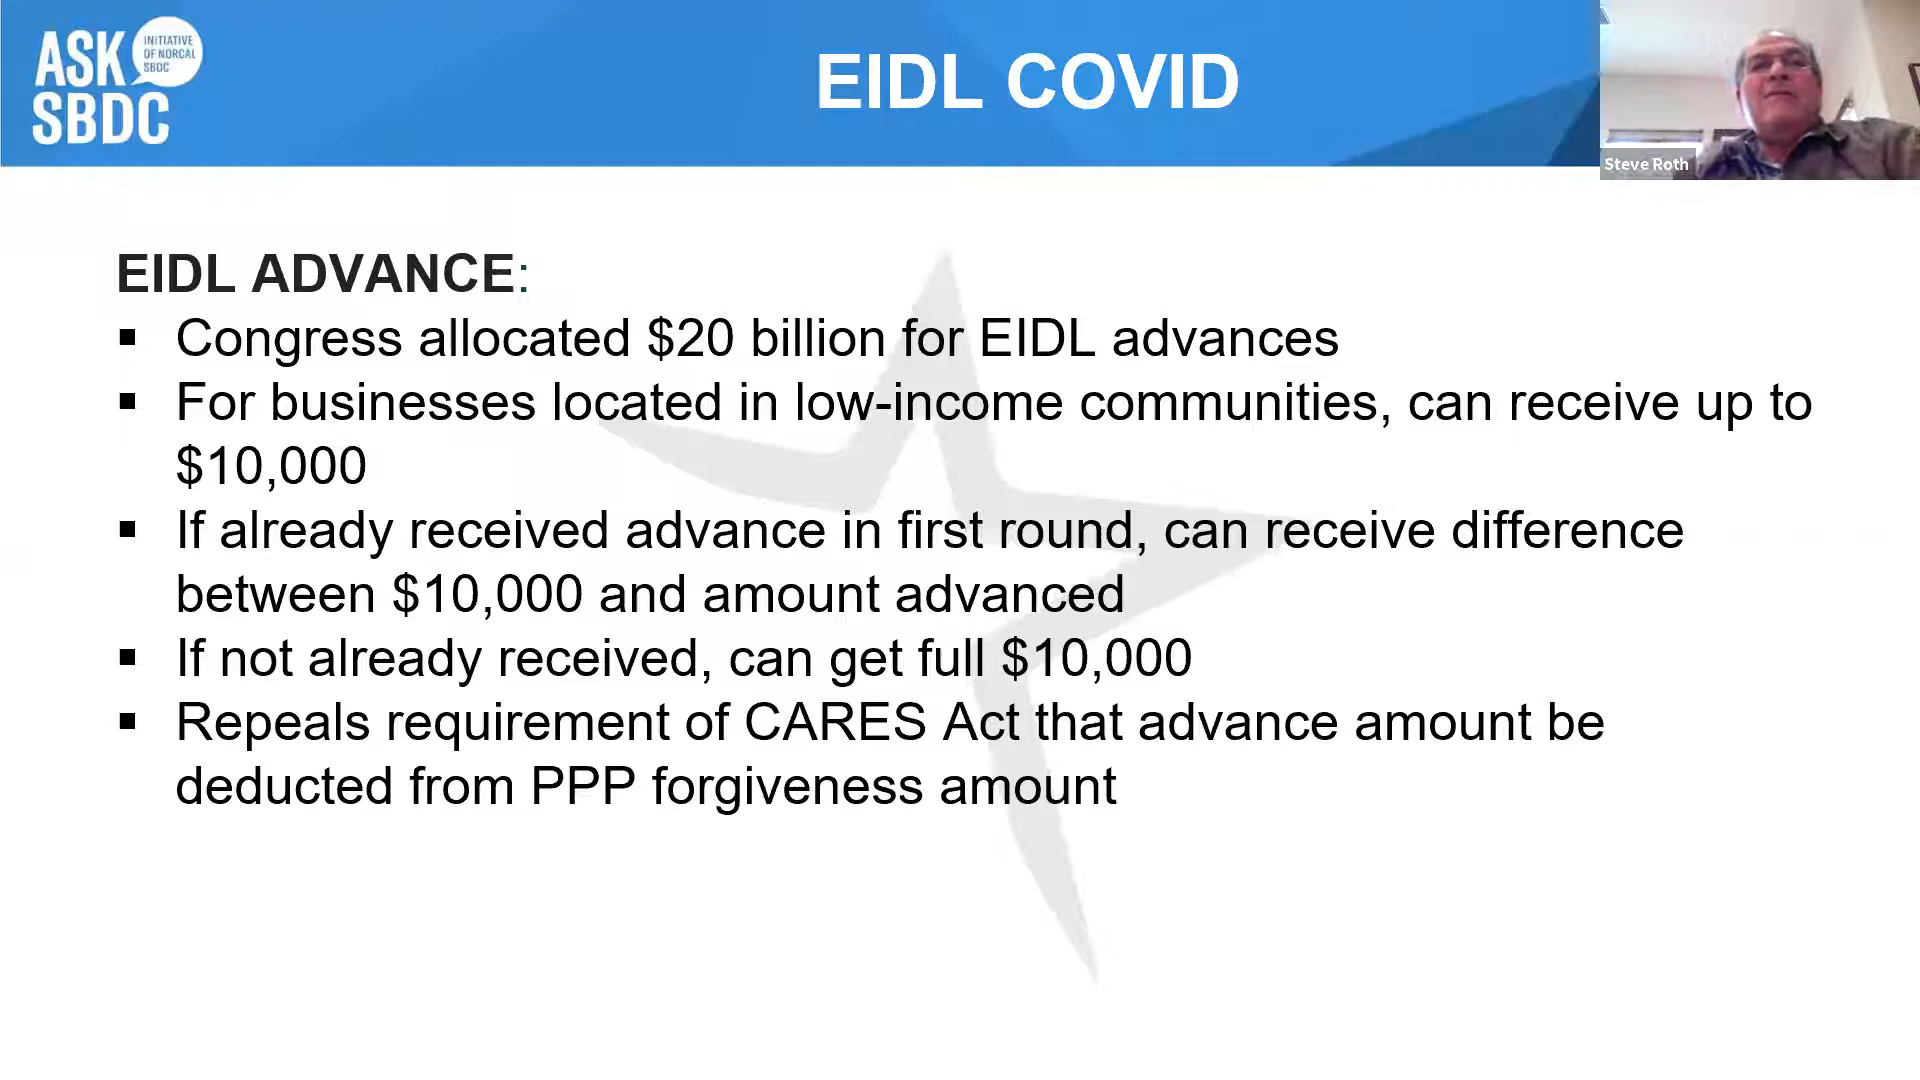 ASK
INITIATIVE
OF NORCAL
SBDC
SBDC
EIDL COVID
Steve Roth
EIDL ADVANCE:
▪ Congress allocated $20 billion for EIDL advances
▪ For businesses located in low-income communities, can receive up to
$10,000
▪ If already received advance in first round, can receive difference
between $10,000 and amount advanced
▪ If not already received, can get full $10,000
▪ Repeals requirement of CARES Act that advance amount be
deducted from PPP forgiveness amount